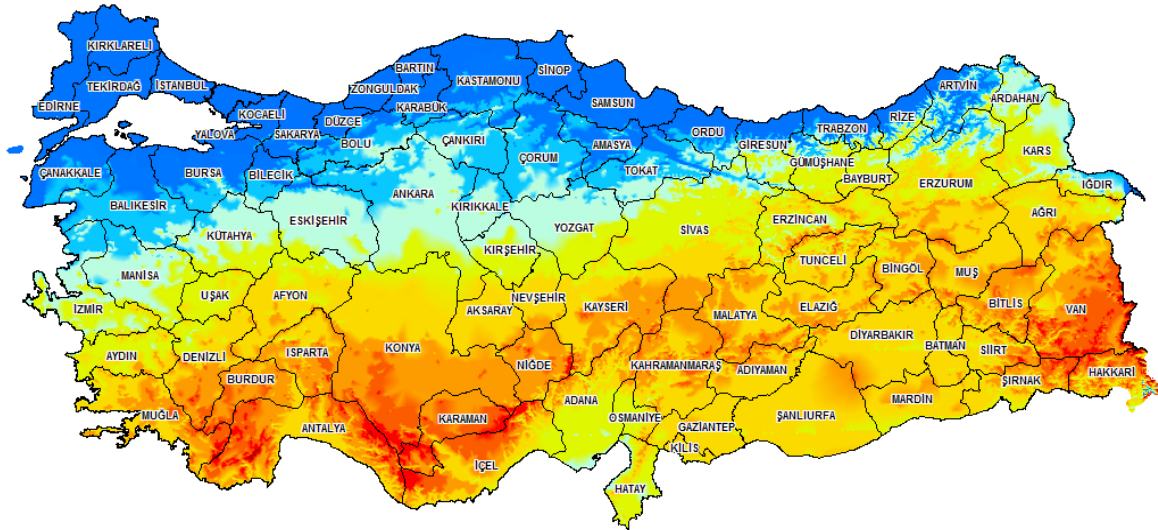 KIRKLARELİ
TEKİRDAĞ
İSTANBUL
EDİRNE
KOCAELİ
YALOVA
SAKARYA
DÜZCE
ZONGULDAK
BARTIN
KARABÜK
KASTAMONU
SİNOP
SAMSUN
BOLU
ÇANKIRI
ÇORUM
AMASYA
TOKAT
ORDU
GİRESUN
TRABZON
RİZE
ARTVİN
ARDAHAN
KARS
GÜMÜŞHANE
BAYBURT
ERZURUM
IĞDIR
AĞRI
ÇANAKKALE
BALIKESİR
BURSA
BİLECİK
KÜTAHYA
ESKİŞEHİR
ANKARA
KIRIKKALE
YOZGAT
KIRŞEHİR
SİVAS
ERZİNCAN
TUNCELİ
BİNGÖL
MUŞ
BİTLİS
VAN
MANİSA
İZMİR
UŞAK
AFYON
AKSARAY
NEVŞEHİR
KAYSERİ
MALATYA
ELAZIĞ
DİYARBAKIR
BATMAN
SİİRT
ŞIRNAK
HAKKARİ
AYDIN
DENİZLİ
ISPARTA
BURDUR
KONYA
NİĞDE
KAHRAMANMARAŞ
ADIYAMAN
MARDİN
MUĞLA
ANTALYA
KARAMAN
İÇEL
ADANA
OSMANİYE
GAZİANTEP
KİLİS
ŞANLIURFA
HATAY